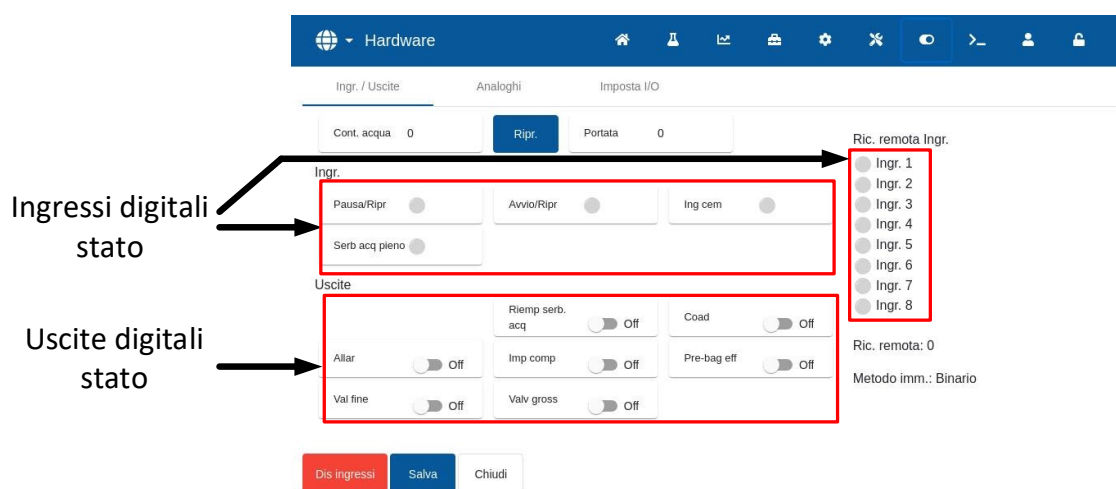 Hardware
Ingr. / Uscite
Analoghi
Imposta I/O
Cont. acqua 0
Ripr.
Portata 0
Ric. remota Ingr.
Ingr. 1
Ingr. 2
Ingr. 3
Ingr. 4
Ingr. 5
Ingr. 6
Ingr. 7
Ingr. 8
Ingr.
Pausa/Ripr
Avvio/Ripr
Ing cem
Serb acq pieno
Ingressi digitali
stato
Uscite
Riemp serb.
acq
Off
Coad
Off
Allar
Off
Imp comp
Off
Pre-bag eff
Off
Val fine
Off
Valv gross
Off
Uscite digitali
stato
Ric. remota: 0
Metodo imm.: Binario
Dis ingressi
Salva
Chiudi